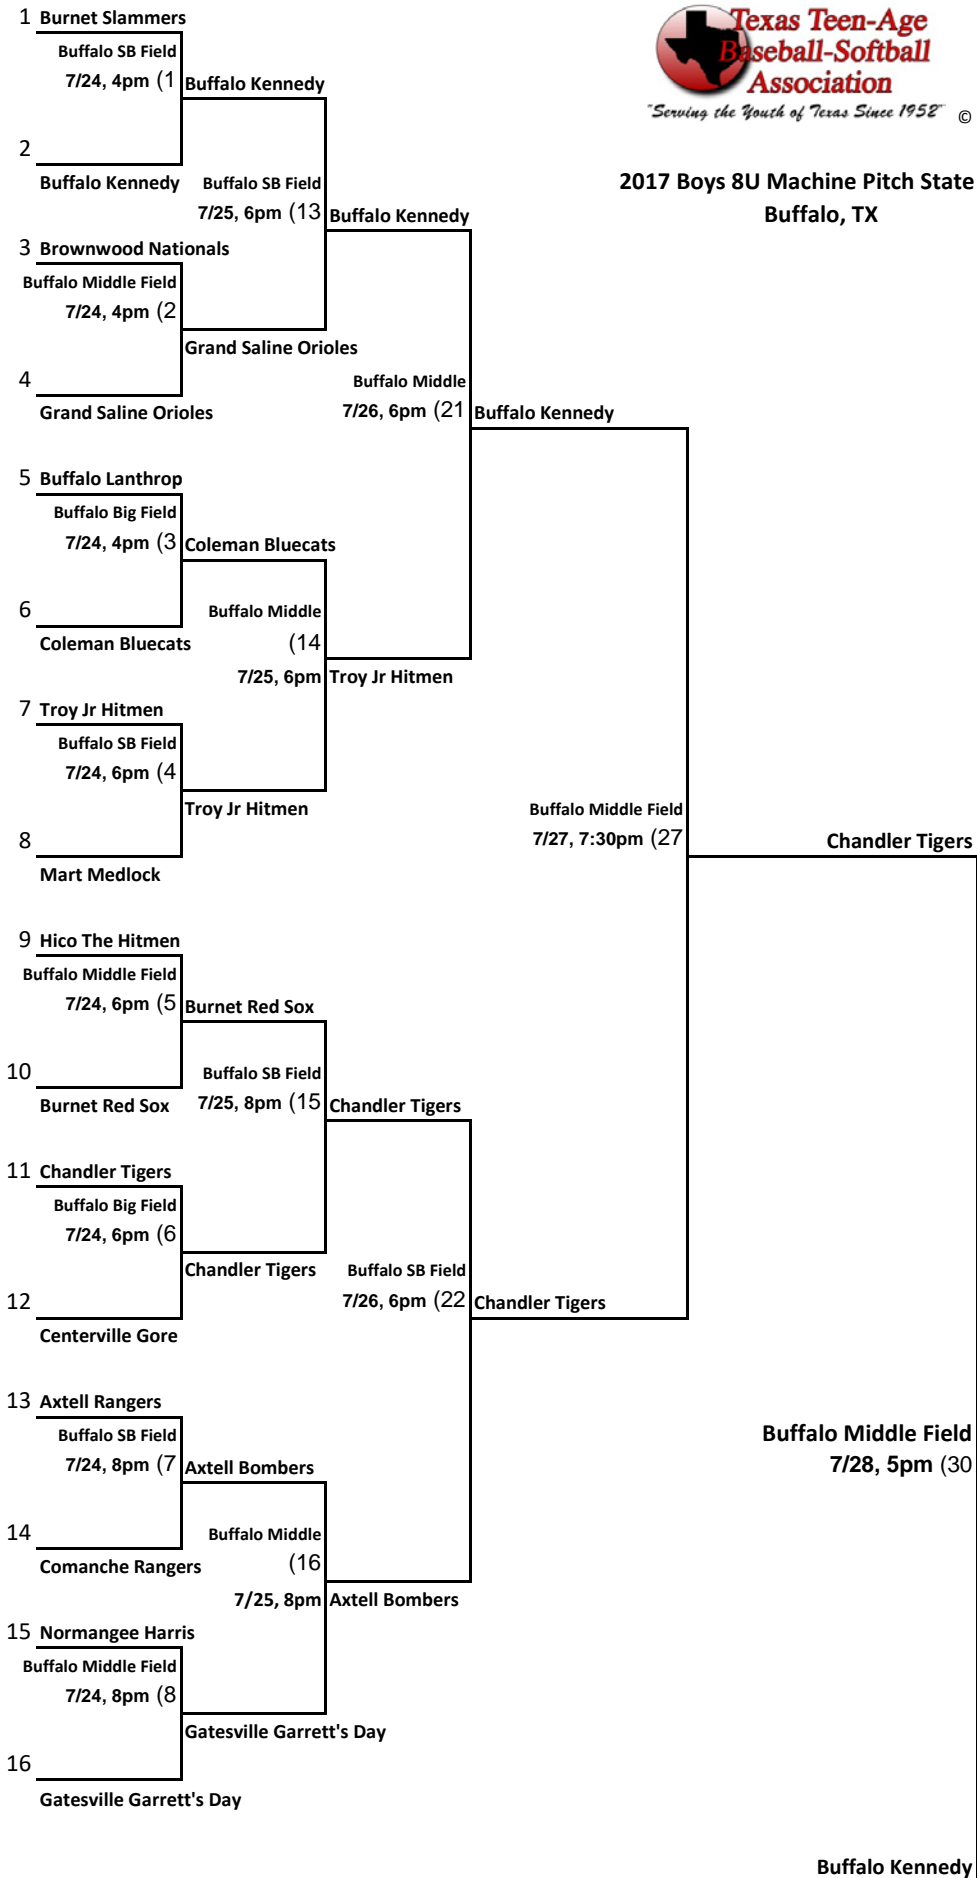 Texas Teen-Age
Baseball-Softball
Association
"Serving the Youth of Texas Since 1952" ©
2017 Boys 8U Machine Pitch State
Buffalo, TX
1 Burnet Slammers
Buffalo SB Field
7/24, 4pm (1
Buffalo Kennedy
2
Buffalo Kennedy
Buffalo SB Field
7/25, 6pm (13
Buffalo Kennedy
3 Brownwood Nationals
Buffalo Middle Field
7/24, 4pm (2
Grand Saline Orioles
4
Grand Saline Orioles
Buffalo Middle
7/26, 6pm (21
Buffalo Kennedy
5 Buffalo Lanthrop
Buffalo Big Field
7/24, 4pm (3
Coleman Bluecats
6
Coleman Bluecats
Buffalo Middle
(14
7/25, 6pm
Troy Jr Hitmen
7 Troy Jr Hitmen
Buffalo SB Field
7/24, 6pm (4
Troy Jr Hitmen
8
Mart Medlock
Buffalo Middle Field
7/27, 7:30pm (27
Chandler Tigers
9 Hico The Hitmen
Buffalo Middle Field
7/24, 6pm (5
Burnet Red Sox
10
Burnet Red Sox
Buffalo SB Field
7/25, 8pm (15
Chandler Tigers
11 Chandler Tigers
Buffalo Big Field
7/24, 6pm (6
Chandler Tigers
12
Centerville Gore
Buffalo SB Field
7/26, 6pm (22
Chandler Tigers
13 Axtell Rangers
Buffalo SB Field
7/24, 8pm (7
Axtell Bombers
14
Comanche Rangers
Buffalo Middle
(16
7/25, 8pm
Axtell Bombers
Buffalo Middle Field
7/28, 5pm (30
15 Normangee Harris
Buffalo Middle Field
7/24, 8pm (8
Gatesville Garrett's Day
16
Gatesville Garrett's Day
Buffalo Kennedy